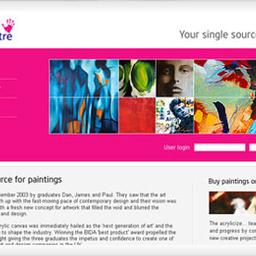 tre
Your single source
User login
rce for paintings
ember 2003 by graduates Dan, James and Paul. They saw that the art
th up with the fast-moving pace of contemporary design and their vision was
with a fresh new concept for artwork that filled the void and blurred the
and design.
rylic canvas was immediately hailed as the 'next generation of art' and the
to shape the industry. Winning the BIDA 'best product' award propelled the
ght giving the three graduates the impetus and confidence to create one of
Buy paintings o
The acrylicize... tea
and progress by con
new creative project